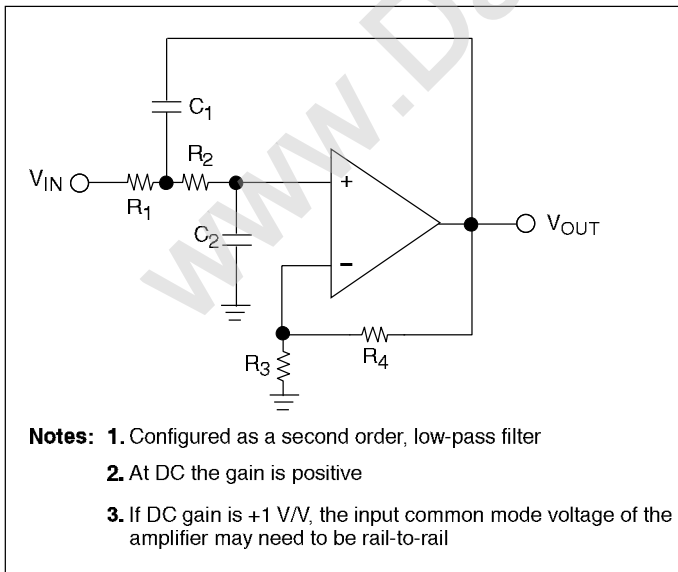 www.Da
C1
R2
VIN
R1
+
C2
VOUT
−
R4
R3
Notes: 1. Configured as a second order, low-pass filter
2. At DC the gain is positive
3. If DC gain is +1 V/V, the input common mode voltage of the
amplifier may need to be rail-to-rail